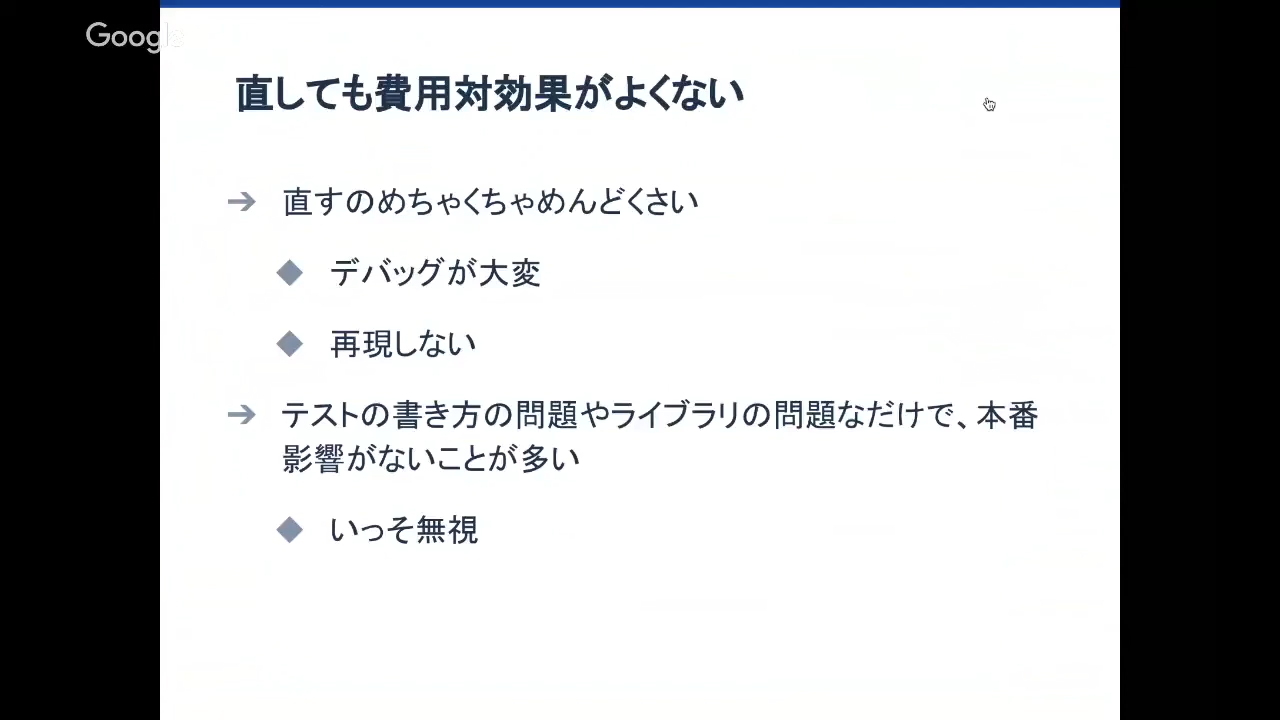 Google
直しても費用対効果がよくない
直すのめちゃくちゃめんどくさい
デバッグが大変
再現しない
テストの書き方の問題やライブラリの問題なだけで、本番
影響がないことが多い
いっそ無視